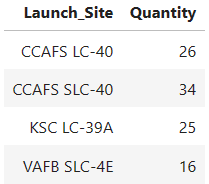 Launch_Site Quantity
CCAFS LC-40 26
CCAFS SLC-40 34
KSC LC-39A 25
VAFB SLC-4E 16